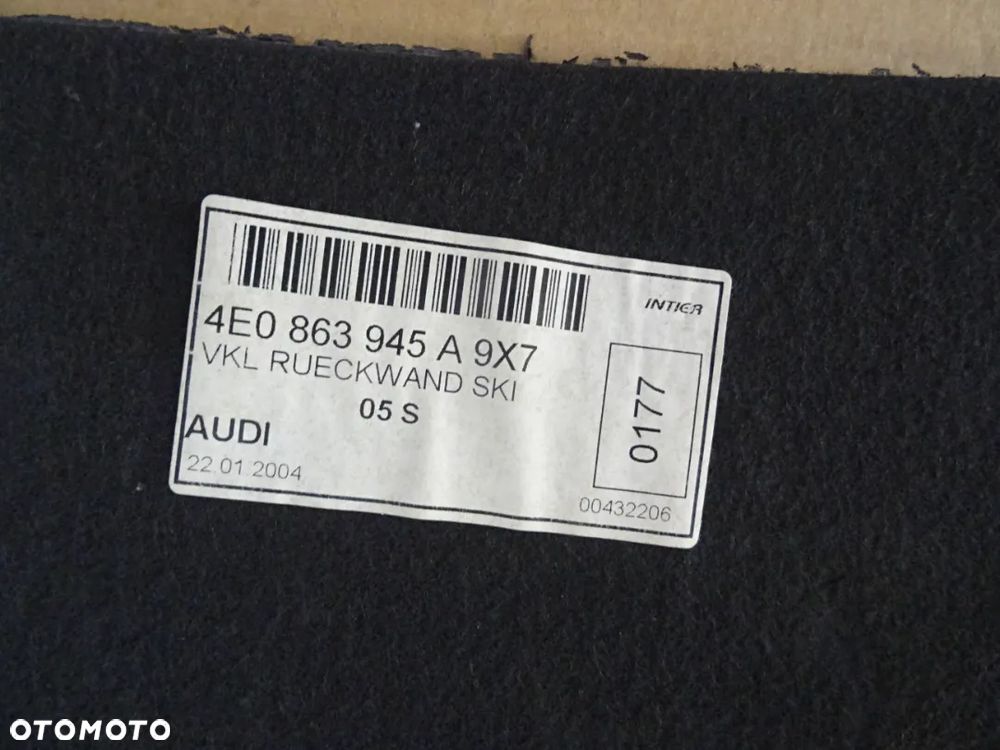 INTIER
4E0 863 945 A 9X7
VKL RUECKWAND SKI
05 S
0177
AUDI
22.01.2004
00432206
OTOMOTO